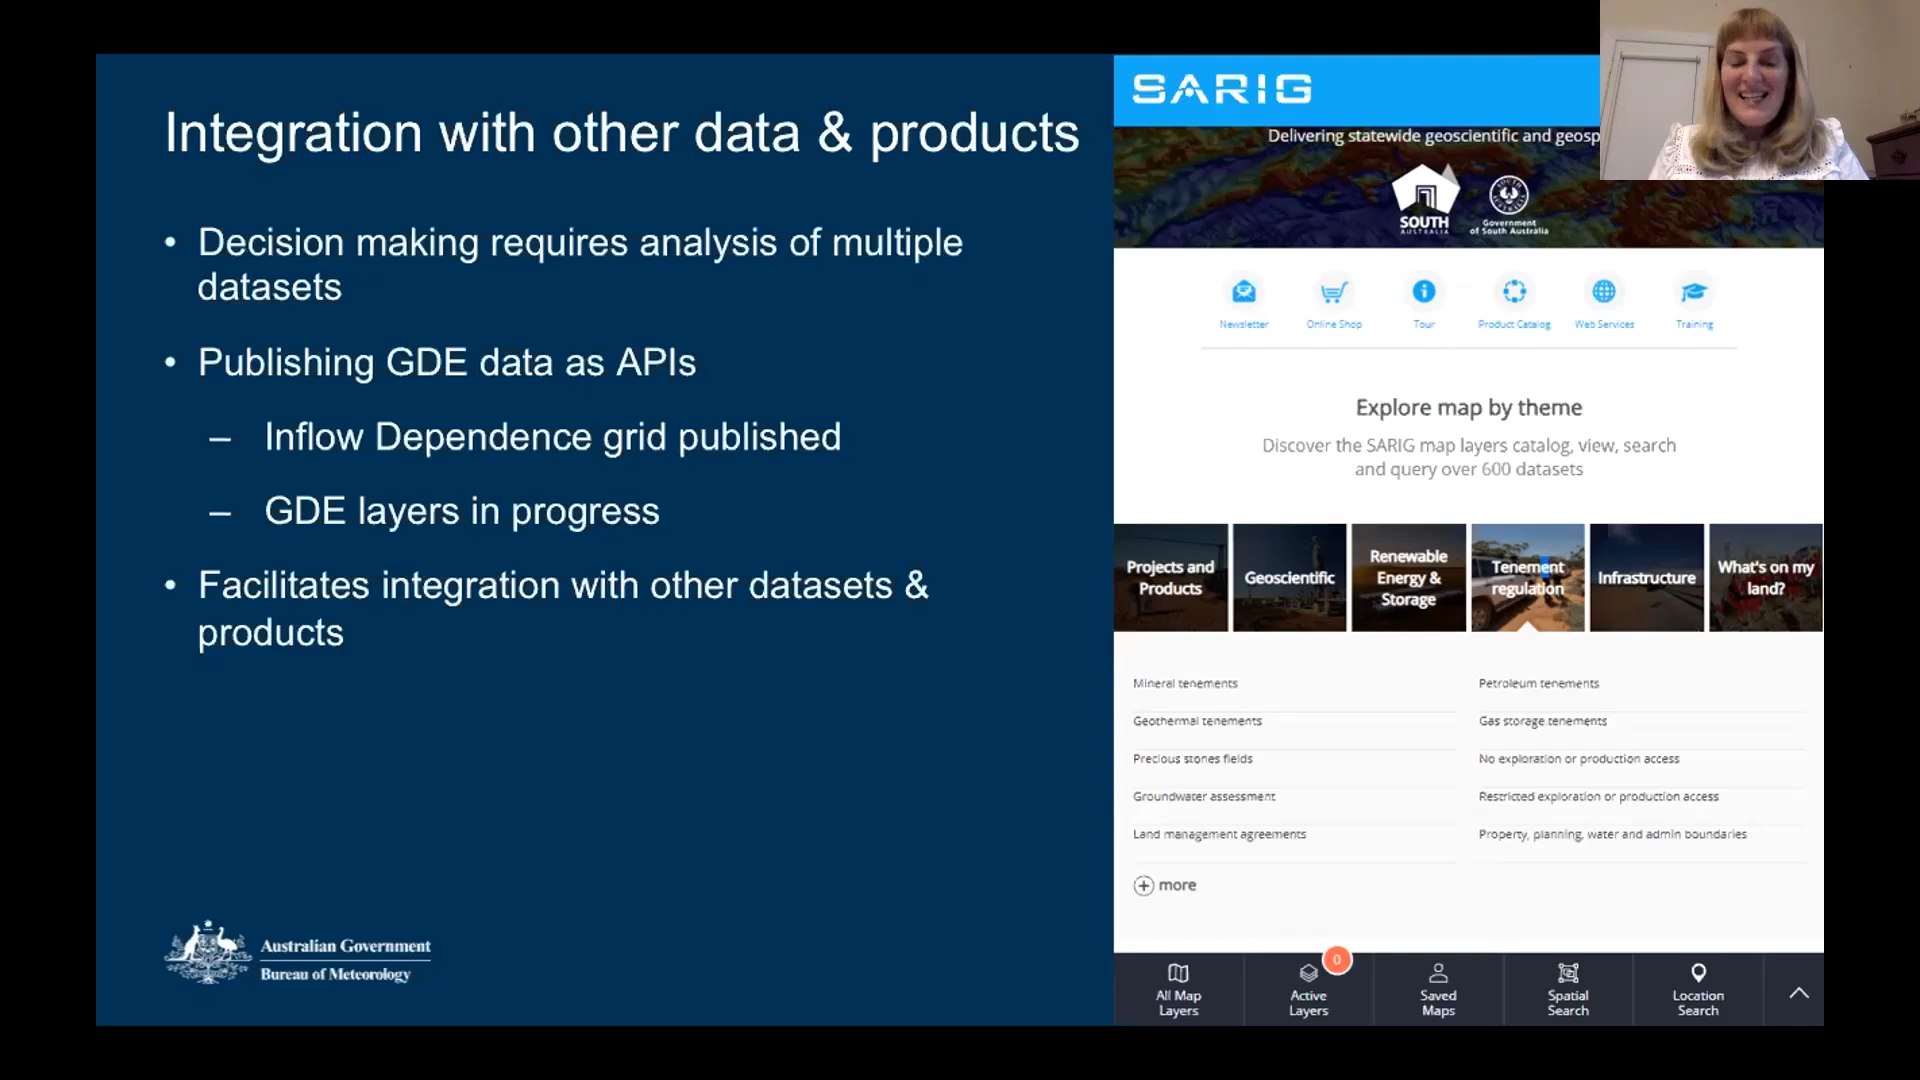 Integration with other data & products
• Decision making requires analysis of multiple
datasets
• Publishing GDE data as APIs
– Inflow Dependence grid published
– GDE layers in progress
• Facilitates integration with other datasets &
products
Australian Government
Bureau of Meteorology
SARIG
Delivering statewide geoscientific and geosp
SOUTH
AUSTRALIA
Government
of South Australia
Newsletter
Online Shop
Tour
Product Catalog
Web Services
Training
Explore map by theme
Discover the SARIG map layers catalog, view, search
and query over 600 datasets
Projects and
Products
Geoscientific
Renewable
Energy &
Storage
Tenement
regulation
Infrastructure
What's on my
land?
Mineral tenements
Petroleum tenements
Geothermal tenements
Gas storage tenements
Precious stones fields
No exploration or production access
Groundwater assessment
Restricted exploration or production access
Land management agreements
Property, planning, water and admin boundaries
more
All Map
Layers
0
Active
Layers
Saved
Maps
Spatial
Search
Location
Search